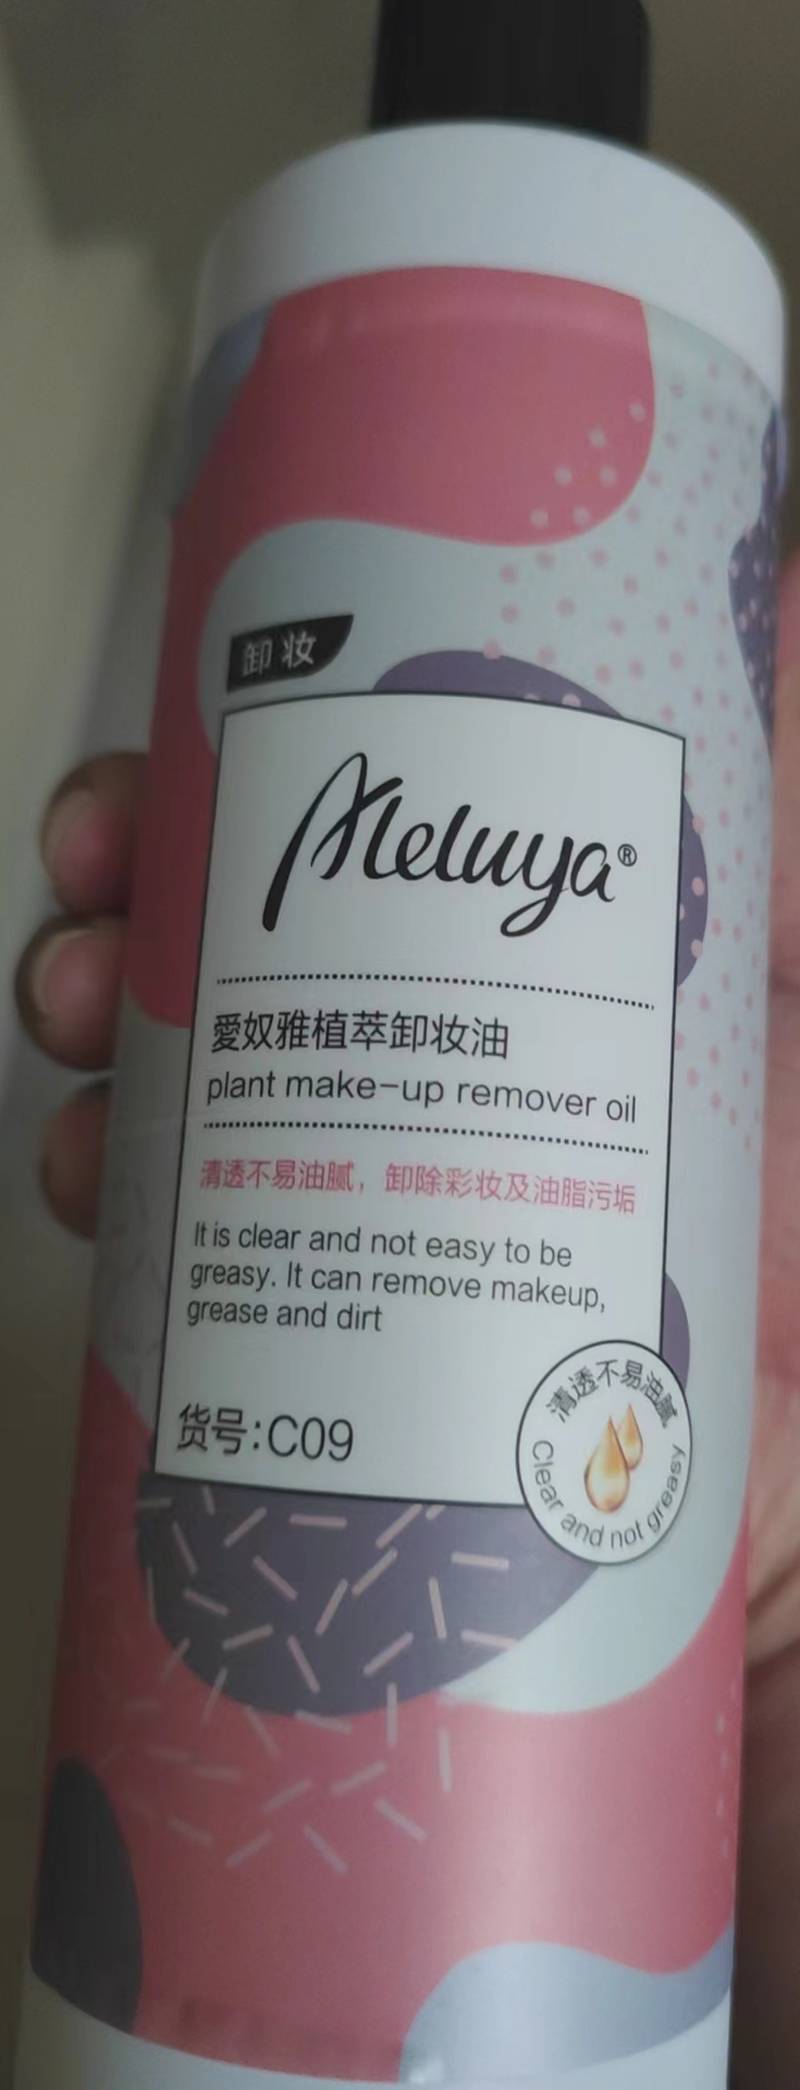 卸妆
Aleluya®
愛奴雅植萃卸妆油
plant make-up remover oil
清透不易油腻，卸除彩妆及油脂污垢
It is clear and not easy to be
greasy. It can remove makeup,
grease and dirt
货号:C09
清透不易油腻
Clear and not greasy